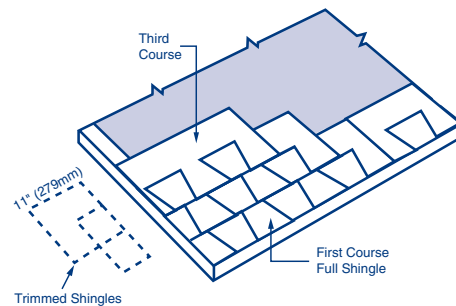 Third
Course
11" (279mm)
First Course
Full Shingle
Trimmed Shingles